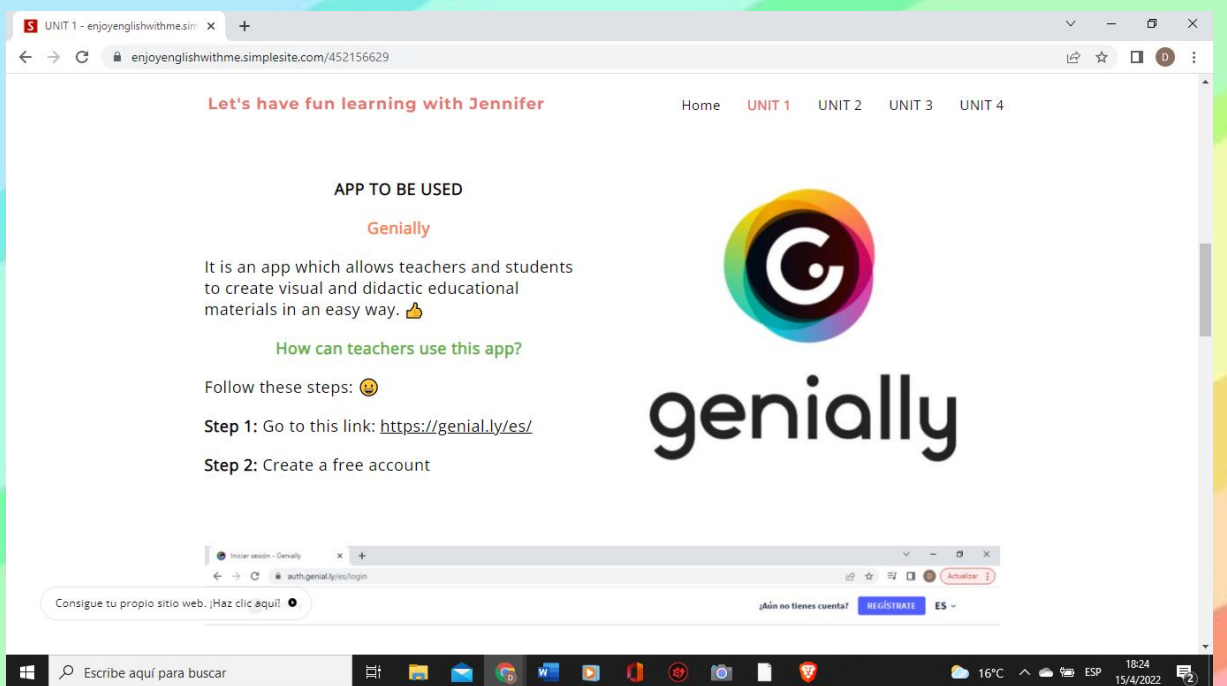 UNIT 1 - enjoyenglishwithme.sim
enjoyenglishwithme.simplesite.com/452156629
D
Let's have fun learning with Jennifer
Home UNIT 1 UNIT 2 UNIT 3 UNIT 4
APP TO BE USED
Genially
It is an app which allows teachers and students
to create visual and didactic educational
materials in an easy way. 👍
How can teachers use this app?
Follow these steps: 😀
Step 1: Go to this link: https://genial.ly/es/
Step 2: Create a free account
genially
Iniciar sesión - Genially
auth.genial.ly/es/login
D Actualizar
Consigue tu propio sitio web. ¡Haz clic aquí!
¿Aún no tienes cuenta? REGÍSTRATE ES
Escribe aquí para buscar
16°C ESP 18:24
15/4/2022 2